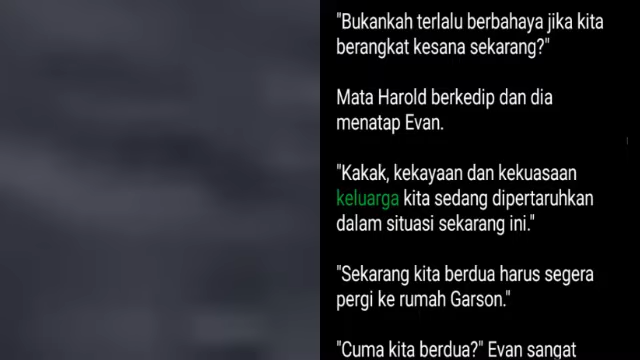 "Bukankah terlalu berbahaya jika kita
berangkat kesana sekarang?"
Mata Harold berkedip dan dia
menatap Evan.
"Kakak, kekayaan dan kekuasaan
keluarga kita sedang dipertaruhkan
dalam situasi sekarang ini."
"Sekarang kita berdua harus segera
pergi ke rumah Garson."
"Cuma kita berdua?" Evan sangat